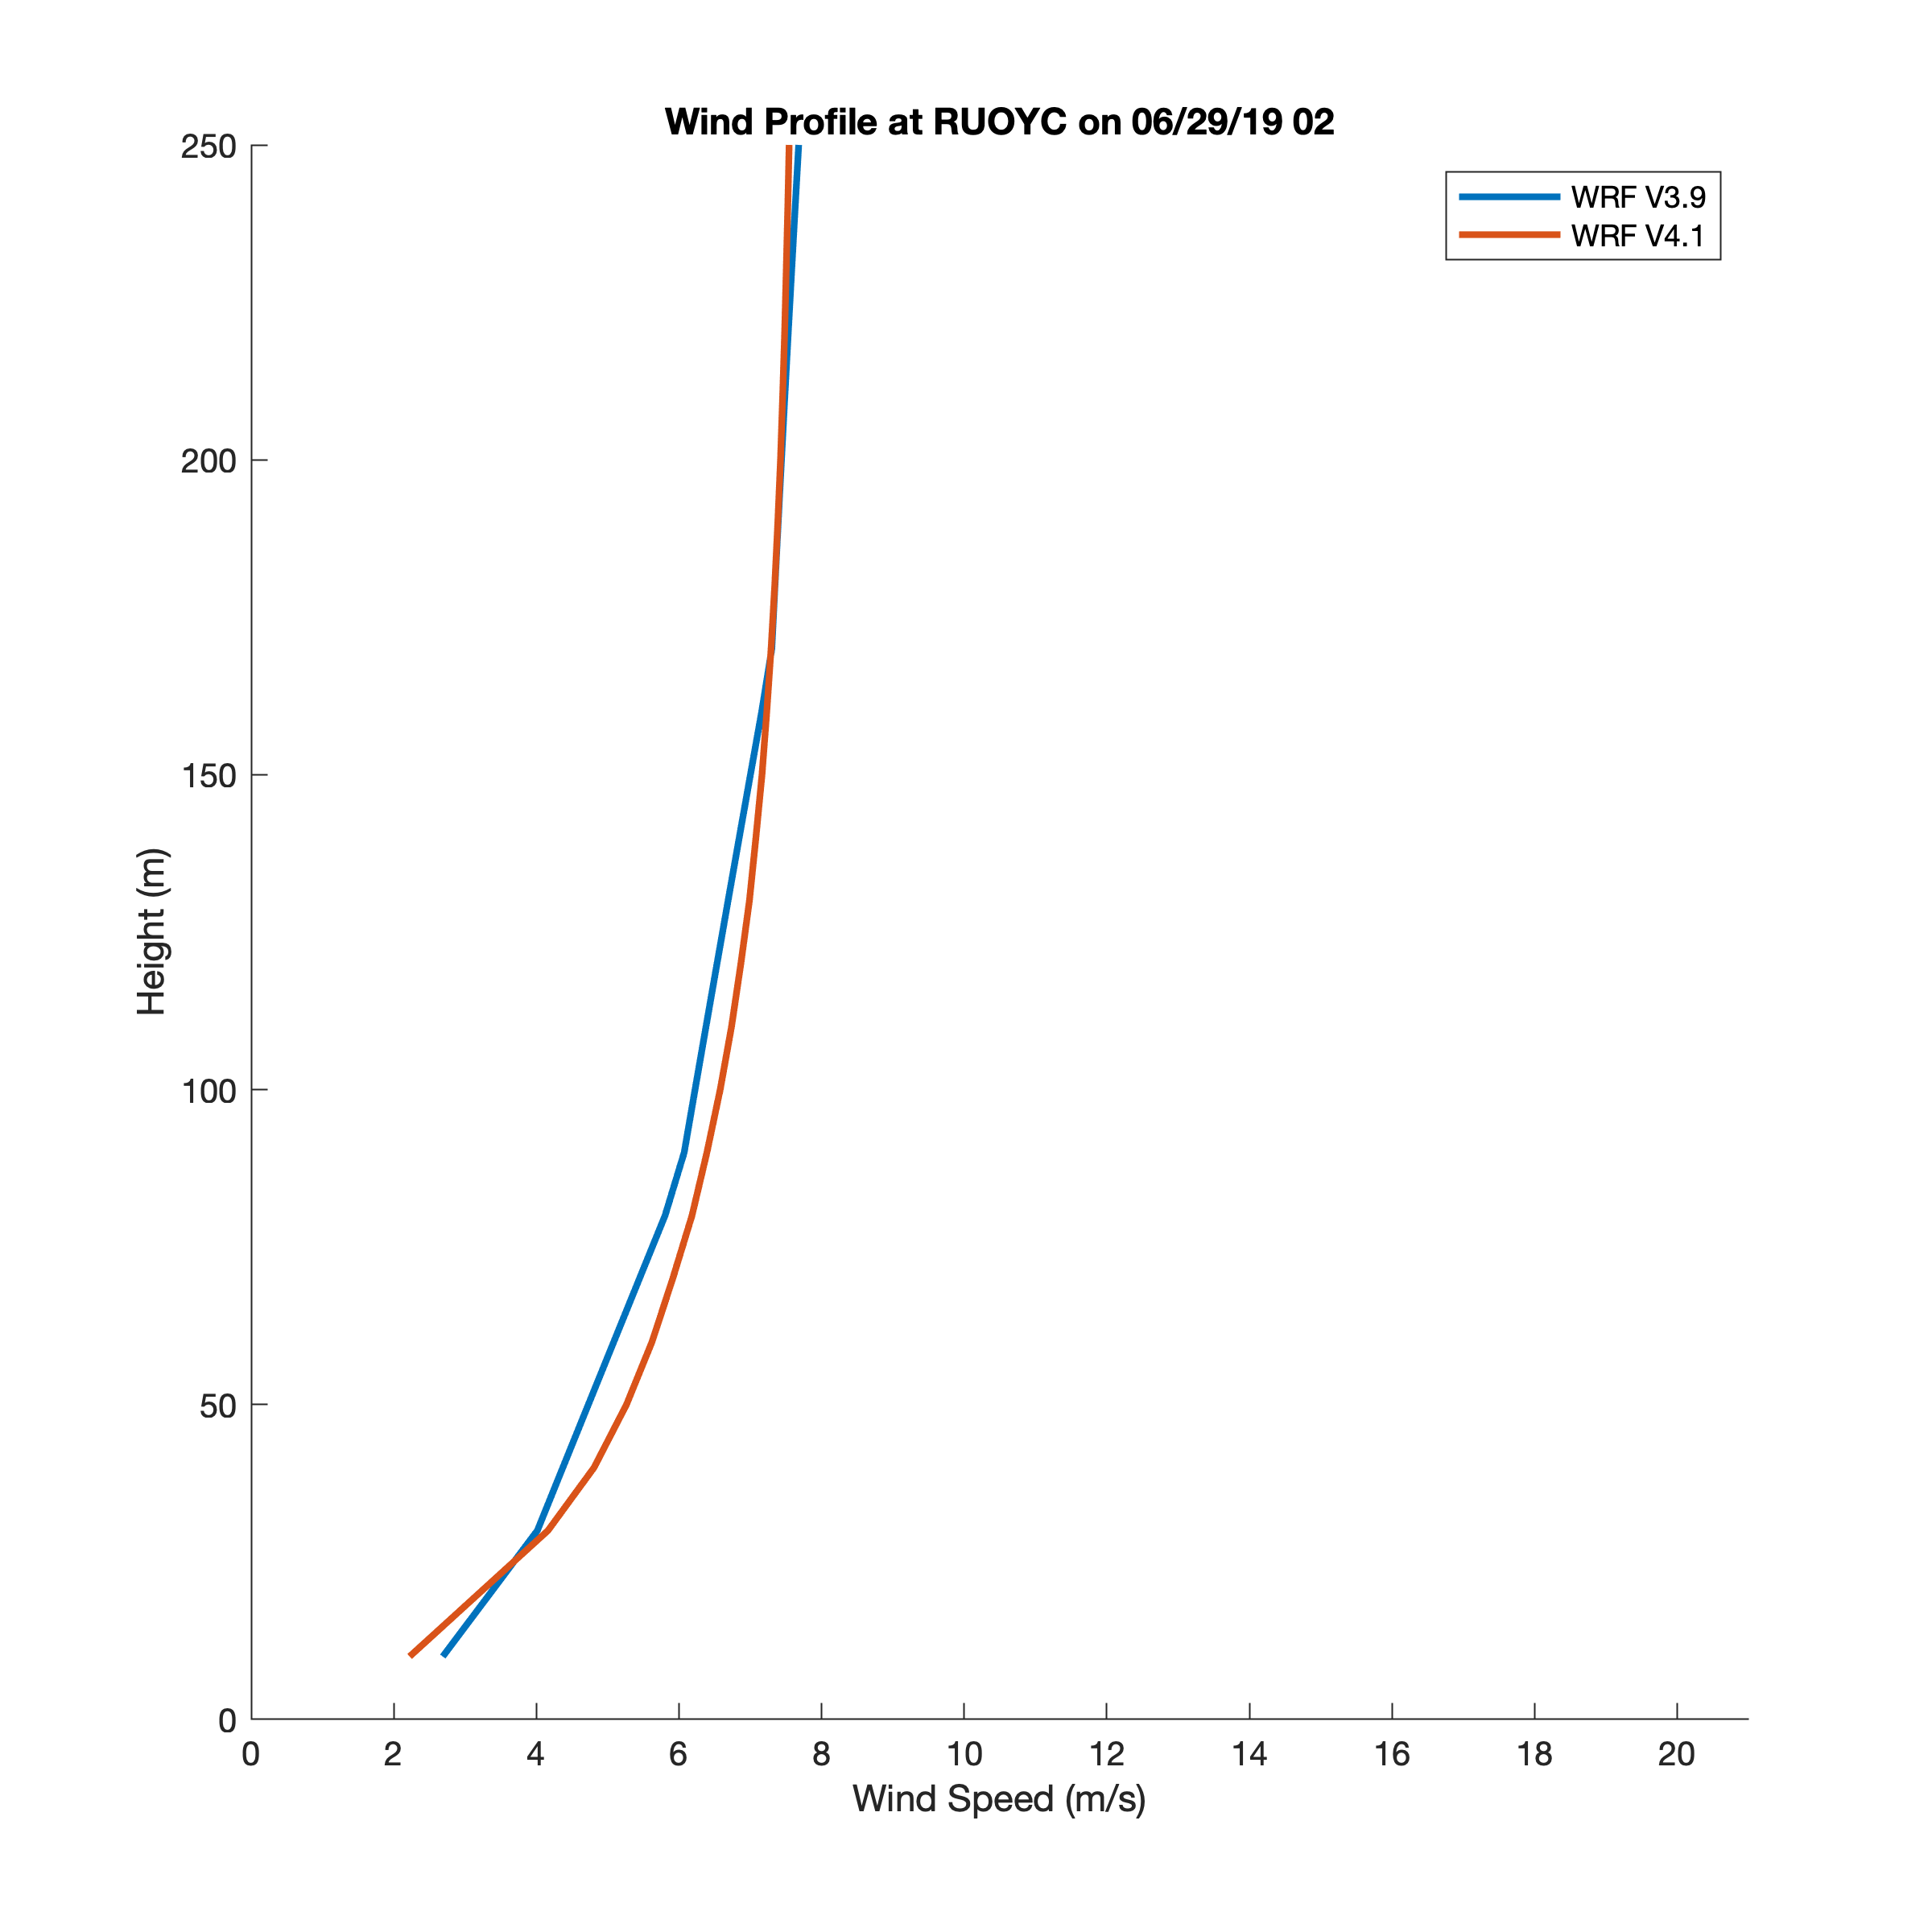 Wind Profile at RUOYC on 06/29/19 02
WRF V3.9
WRF V4.1
250
200
150
100
50
0
Height (m)
0 2 4 6 8 10 12 14 16 18 20
Wind Speed (m/s)